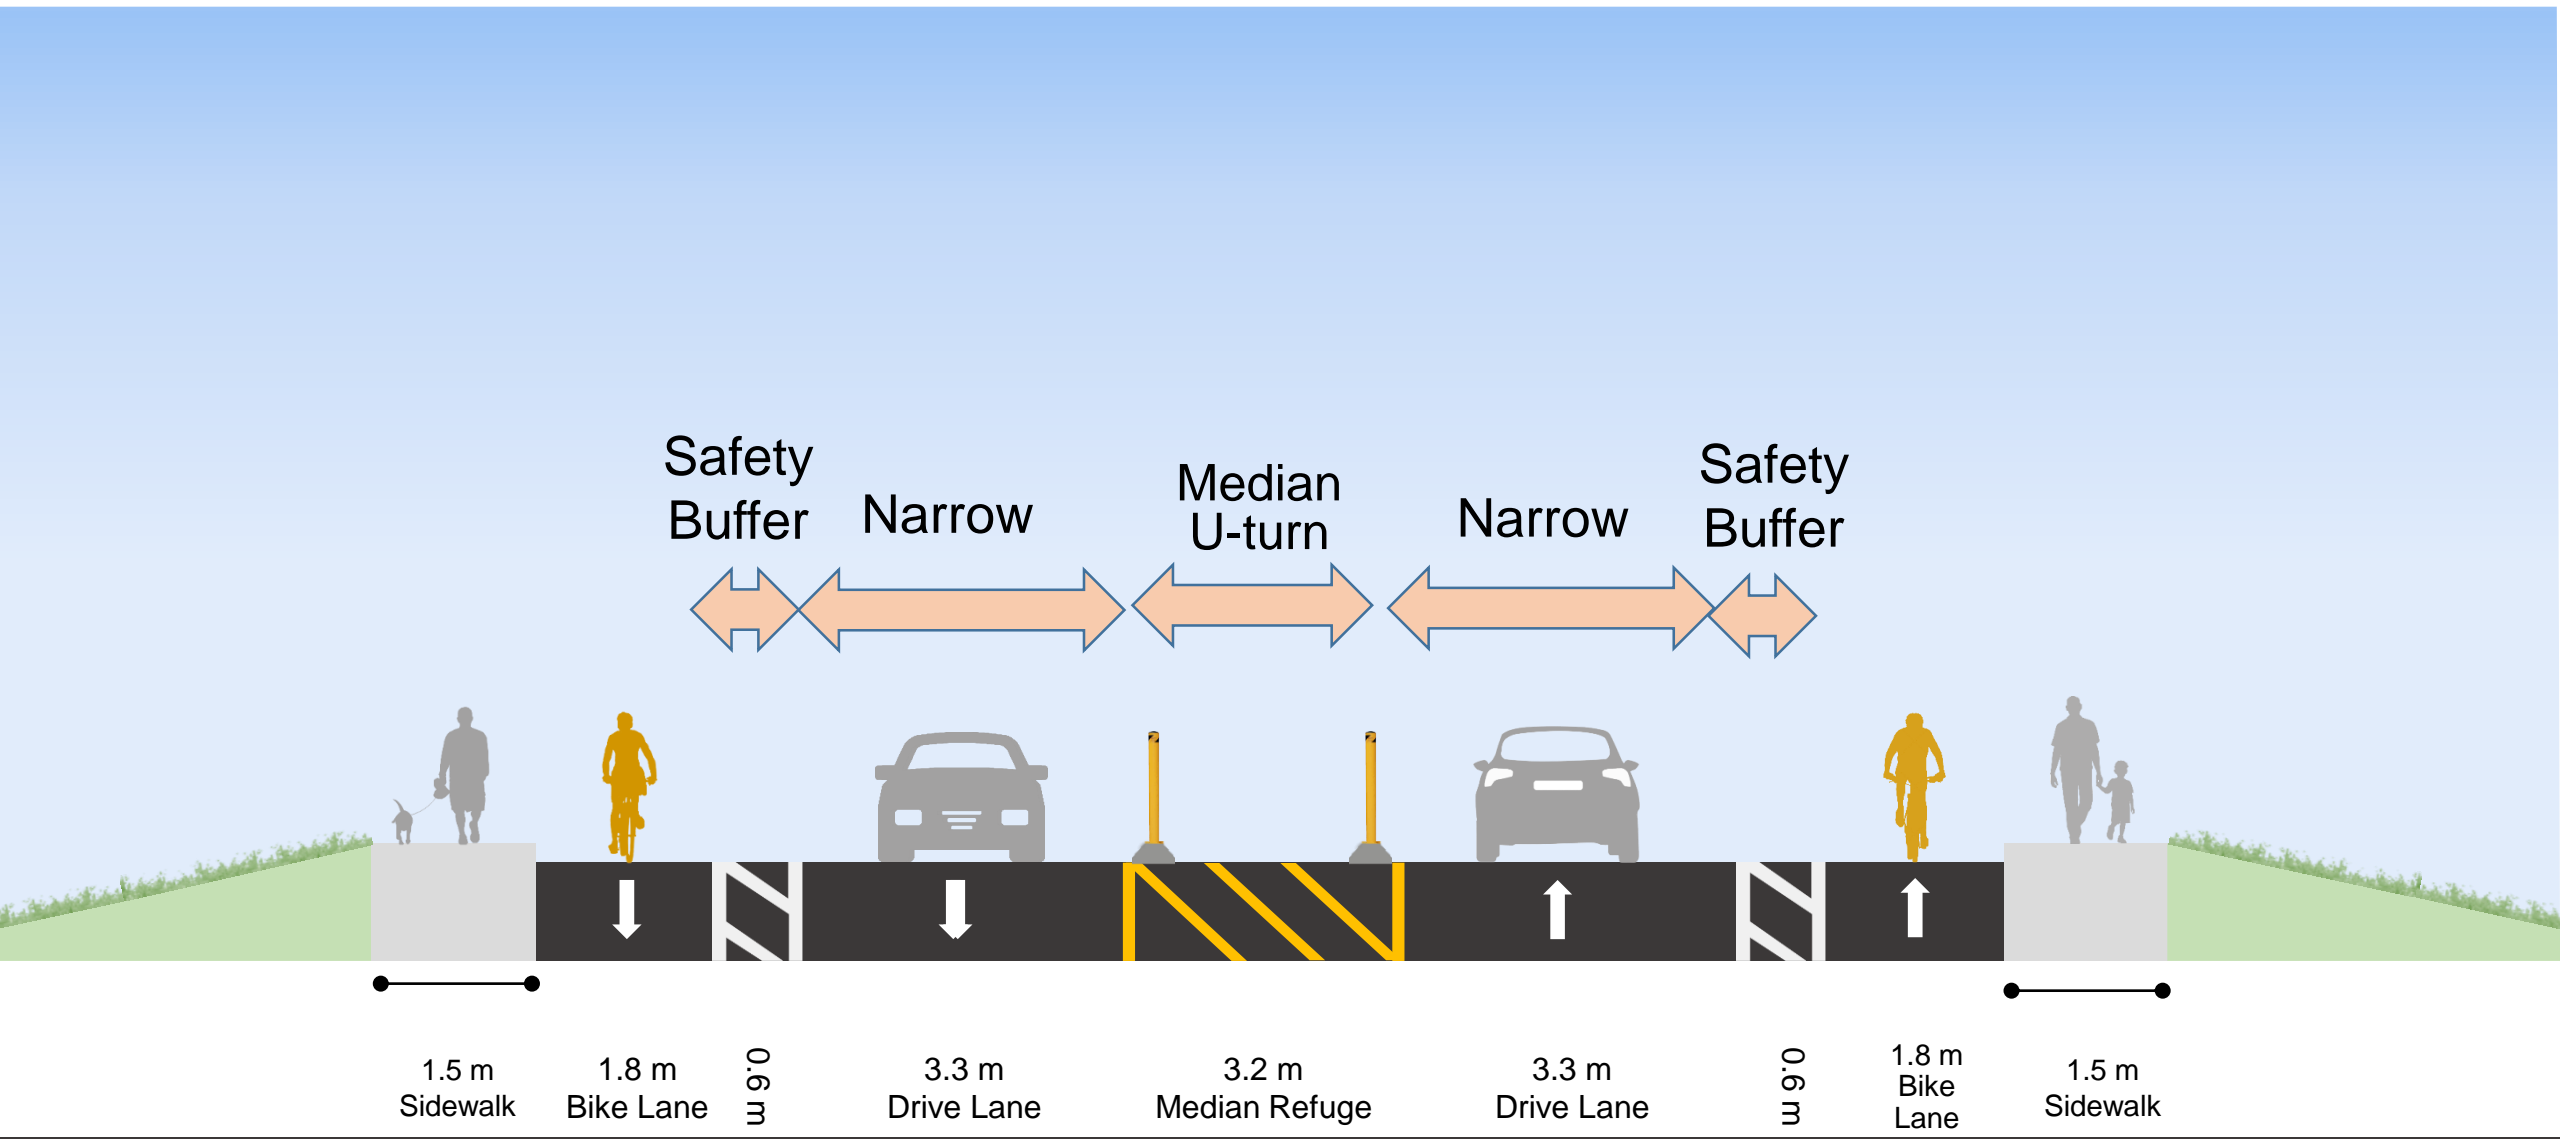 Safety
Buffer
Narrow
Median
U-turn
Narrow
Safety
Buffer
1.5 m
Sidewalk
1.8 m
Bike Lane
0.6 m
3.3 m
Drive Lane
3.2 m
Median Refuge
3.3 m
Drive Lane
0.6 m
1.8 m
Bike
Lane
1.5 m
Sidewalk